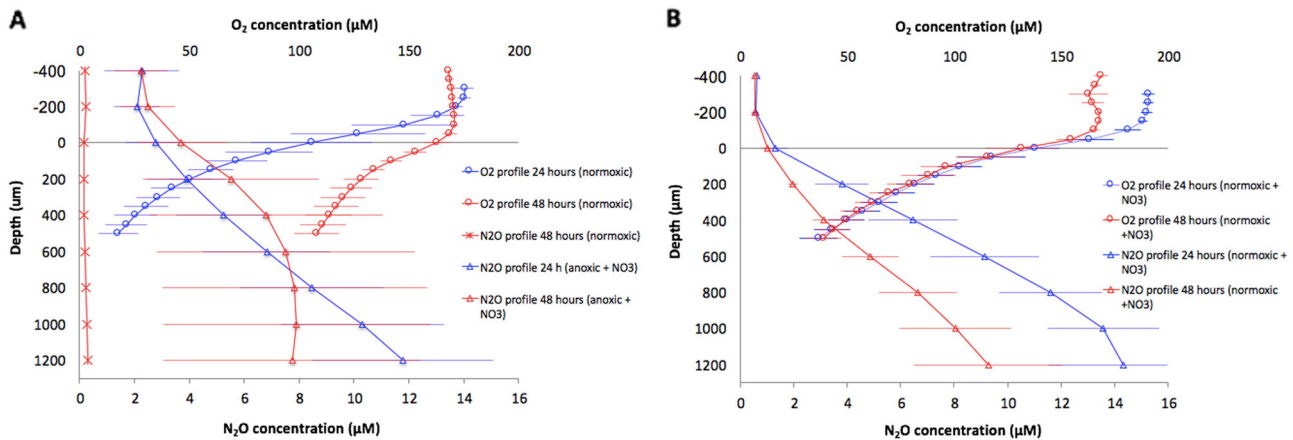 A
O₂ concentration (µM)
0 50 100 150 200
-400
-200
0
200
400
600
800
1000
1200
Depth (um)
O2 profile 24 hours (normoxic)
O2 profile 48 hours (normoxic)
N2O profile 48 hours (normoxic)
N2O profile 24 h (anoxic + NO3)
N2O profile 48 hours (anoxic +
NO3)
0 2 4 6 8 10 12 14 16
N₂O concentration (µM)
B
O₂ concentration (µM)
0 50 100 150 200
-400
-200
0
200
400
600
800
1000
1200
Depth (µm)
O2 profile 24 hours (normoxic +
NO3)
O2 profile 48 hours (normoxic
+NO3)
N2O profile 24 hours (normoxic +
NO3)
N2O profile 48 hours (normoxic
+NO3)
0 2 4 6 8 10 12 14 16
N₂O concentration (µM)